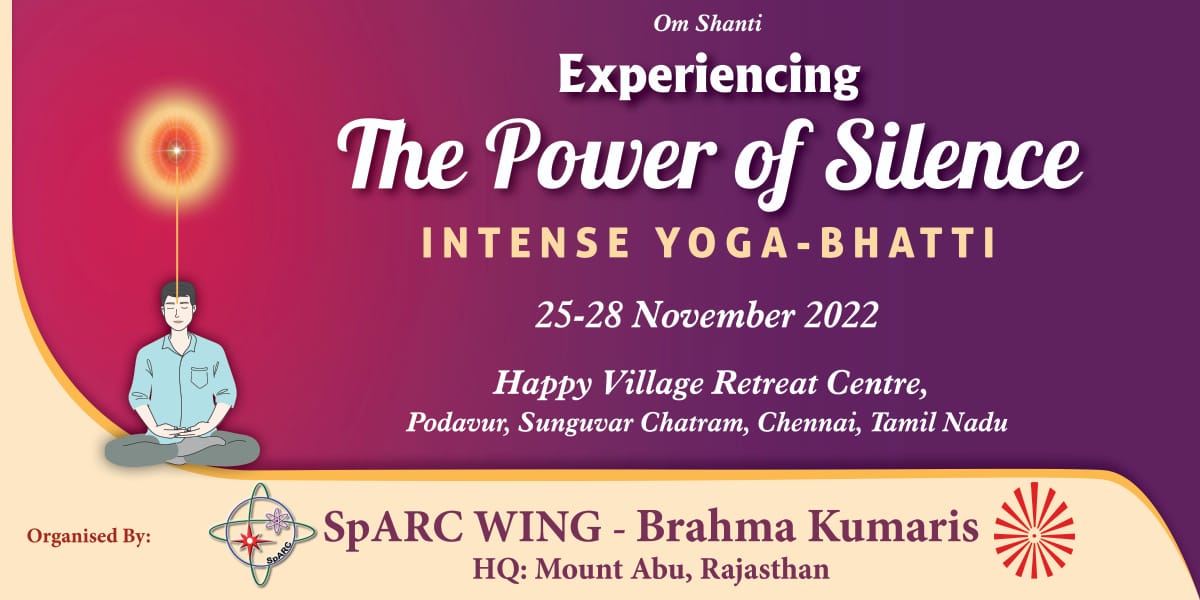 Om Shanti
Experiencing
The Power of Silence
INTENSE YOGA-BHATTI
25-28 November 2022
Happy Village Retreat Centre,
Podavur, Sunguvar Chatram, Chennai, Tamil Nadu
Organised By:
SpARC
SpARC WING - Brahma Kumaris
HQ: Mount Abu, Rajasthan